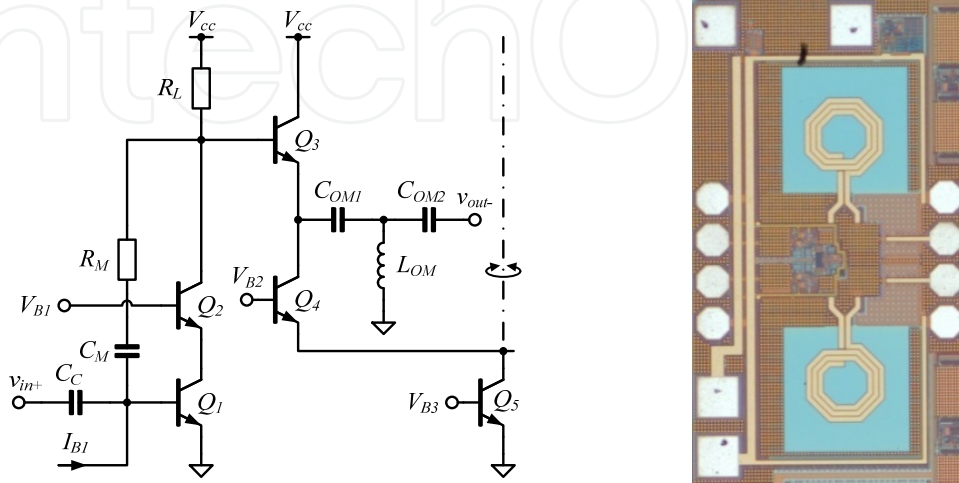 ntechO
Vcc
Vcc
RL
Q3
COM1
COM2
vout-
RM
LOM
VB2
Q4
VB1
Q2
CM
CC
vin+
Q1
VB3
Q5
IB1